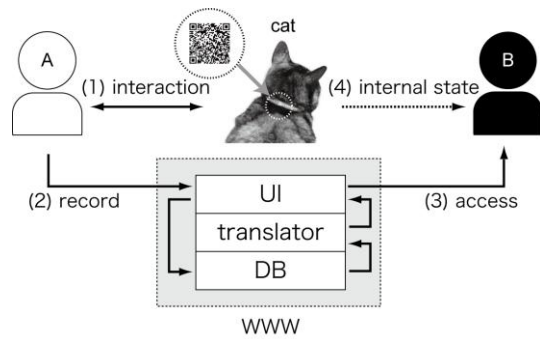 cat
A
B
(1) interaction
(4) internal state
(2) record
UI
(3) access
translator
DB
WWW